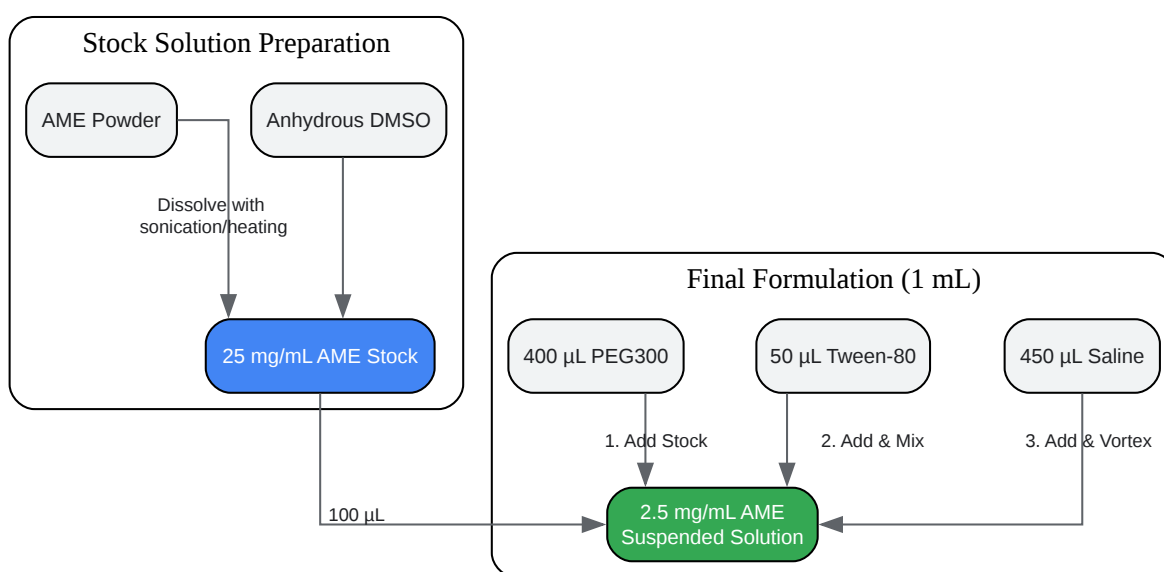 Stock Solution Preparation
AME Powder
Anhydrous DMSO
Dissolve with
sonication/heating
25 mg/mL AME Stock
Final Formulation (1 mL)
400 µL PEG300
50 µL Tween-80
450 µL Saline
1. Add Stock
2. Add & Mix
3. Add & Vortex
100 µL
2.5 mg/mL AME
Suspended Solution